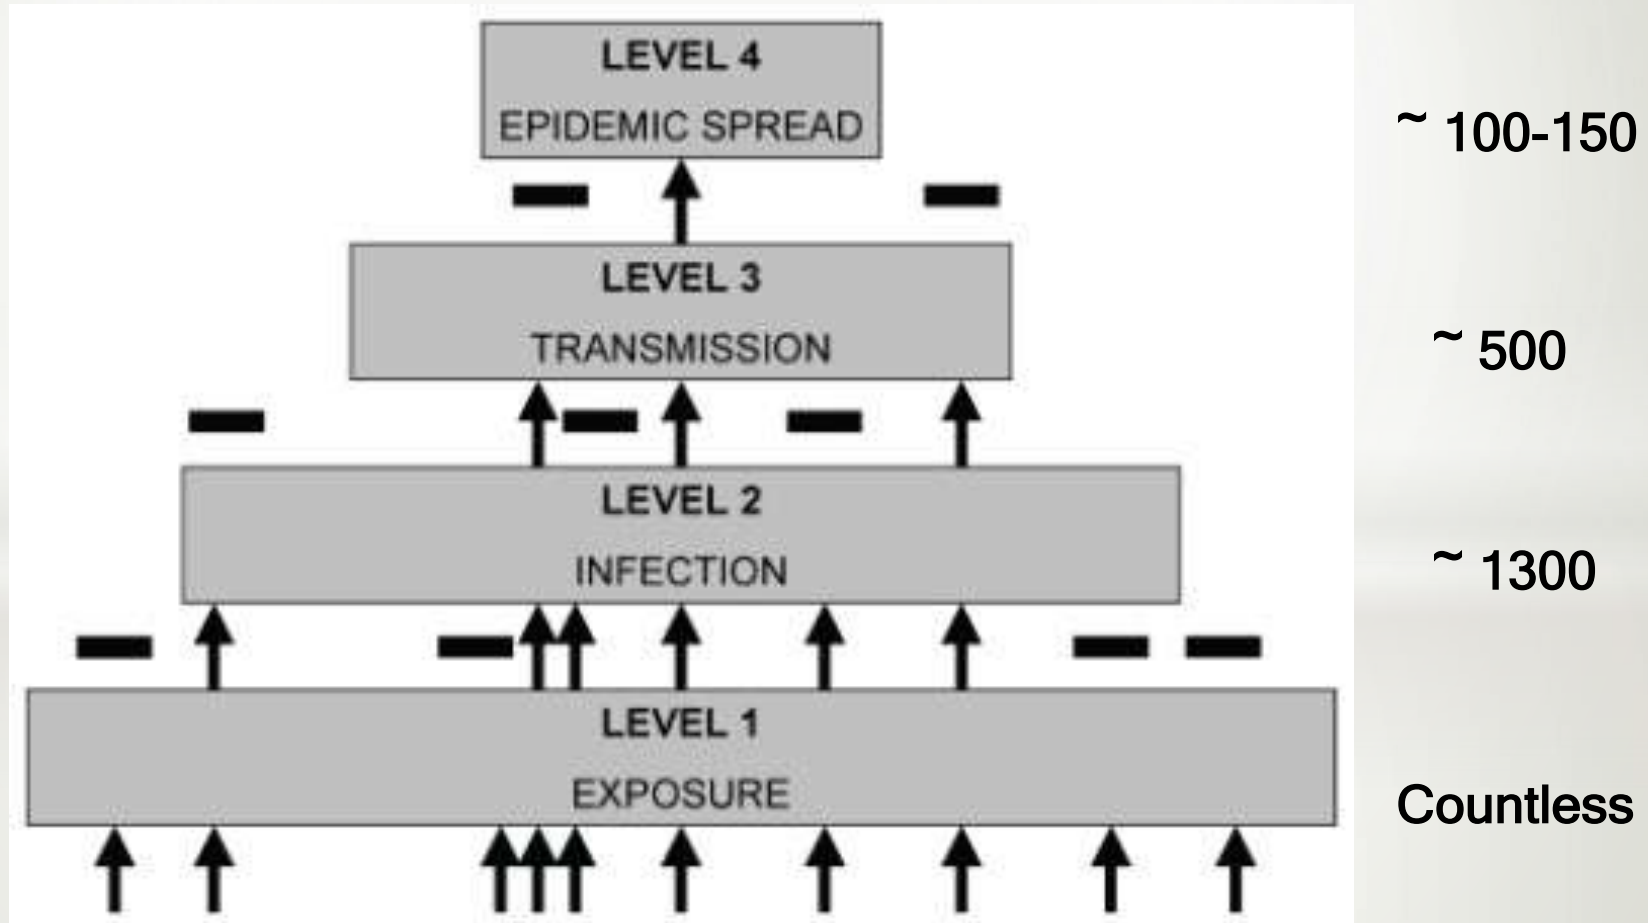 LEVEL 4
EPIDEMIC SPREAD
~ 100-150
LEVEL 3
TRANSMISSION
~ 500
LEVEL 2
INFECTION
~ 1300
LEVEL 1
EXPOSURE
Countless